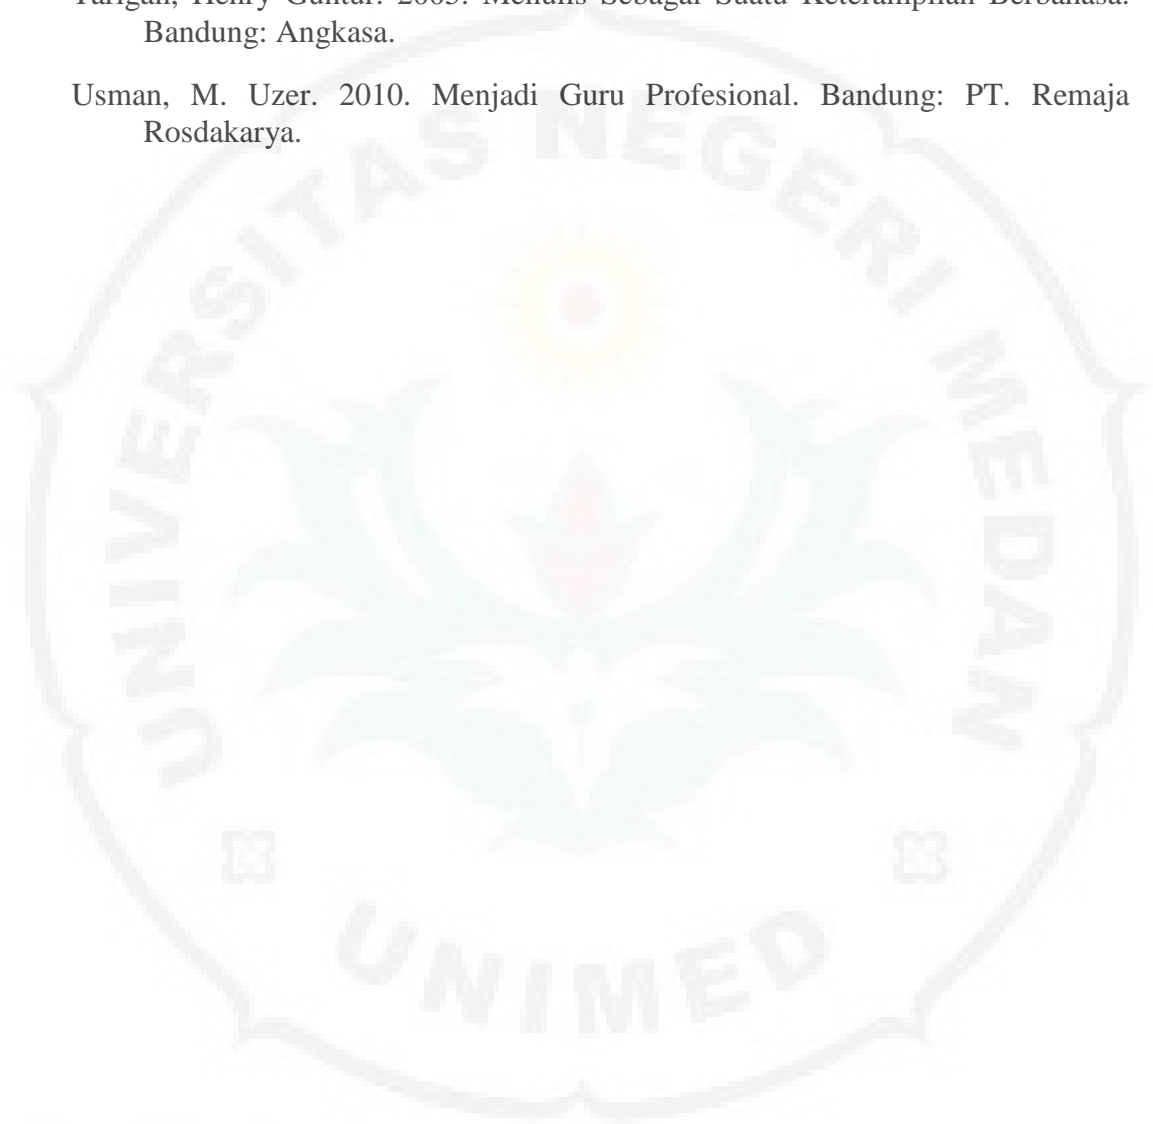 Tarigan, Henry Guntur. 2005. Menulis Sebagai Suatu Keterampilan Berbahasa.
Bandung: Angkasa.
Usman, M. Uzer. 2010. Menjadi Guru Profesional. Bandung: PT. Remaja
Rosdakarya.
UNIVERSITAS NEGERI MEDAN
UNIMED